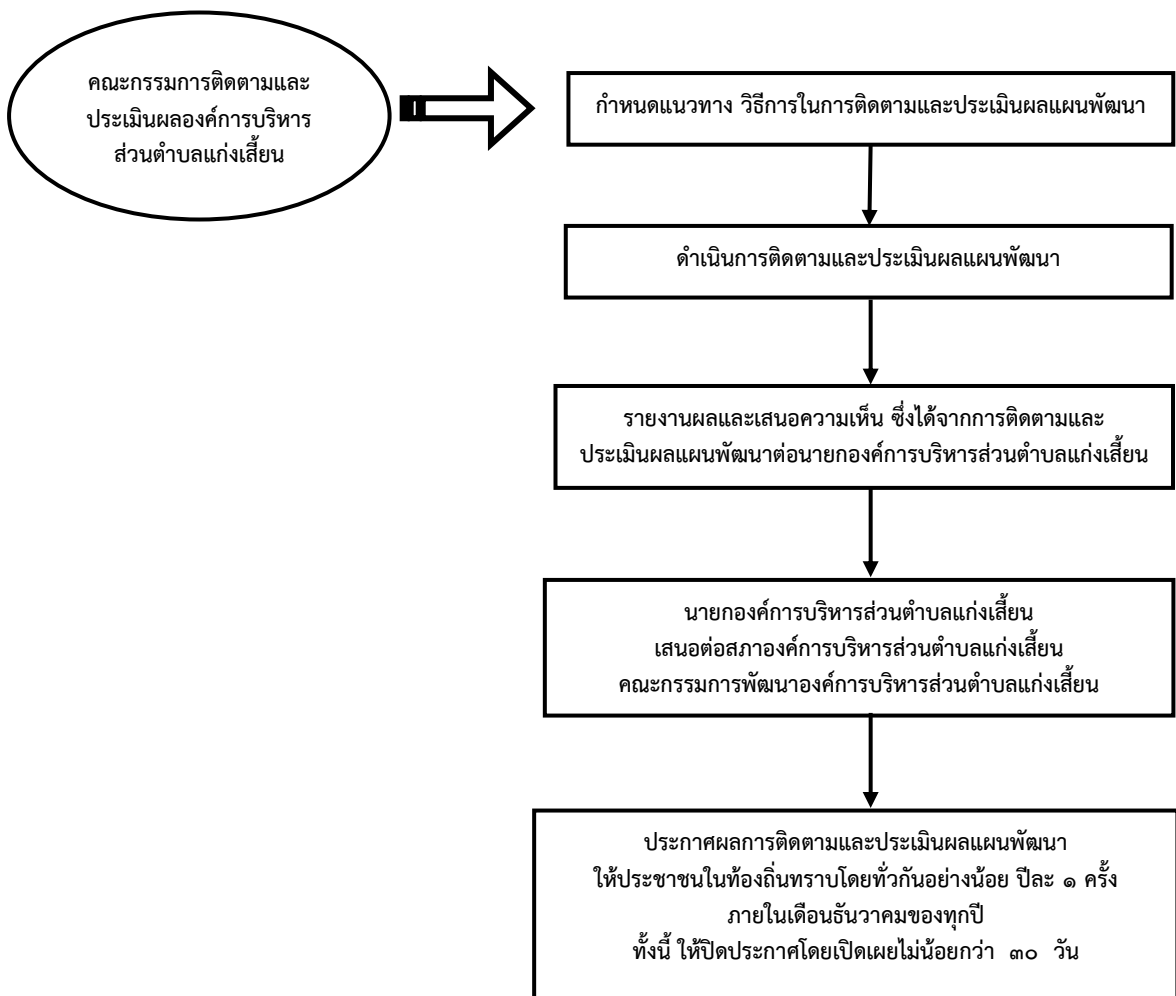 คณะกรรมการติดตามและ
ประเมินผลองค์การบริหาร
ส่วนตำบลแก่งเสี้ยน
กำหนดแนวทาง วิธีการในการติดตามและประเมินผลแผนพัฒนา
ดำเนินการติดตามและประเมินผลแผนพัฒนา
รายงานผลและเสนอความเห็น ซึ่งได้จากการติดตามและ
ประเมินผลแผนพัฒนาต่อนายกองค์การบริหารส่วนตำบลแก่งเสี้ยน
นายกองค์การบริหารส่วนตำบลแก่งเสี้ยน
เสนอต่อสภาองค์การบริหารส่วนตำบลแก่งเสี้ยน
คณะกรรมการพัฒนาองค์การบริหารส่วนตำบลแก่งเสี้ยน
ประกาศผลการติดตามและประเมินผลแผนพัฒนา
ให้ประชาชนในท้องถิ่นทราบโดยทั่วกันอย่างน้อย ปีละ ๑ ครั้ง
ภายในเดือนธันวาคมของทุกปี
ทั้งนี้ ให้ปิดประกาศโดยเปิดเผยไม่น้อยกว่า ๓๐ วัน